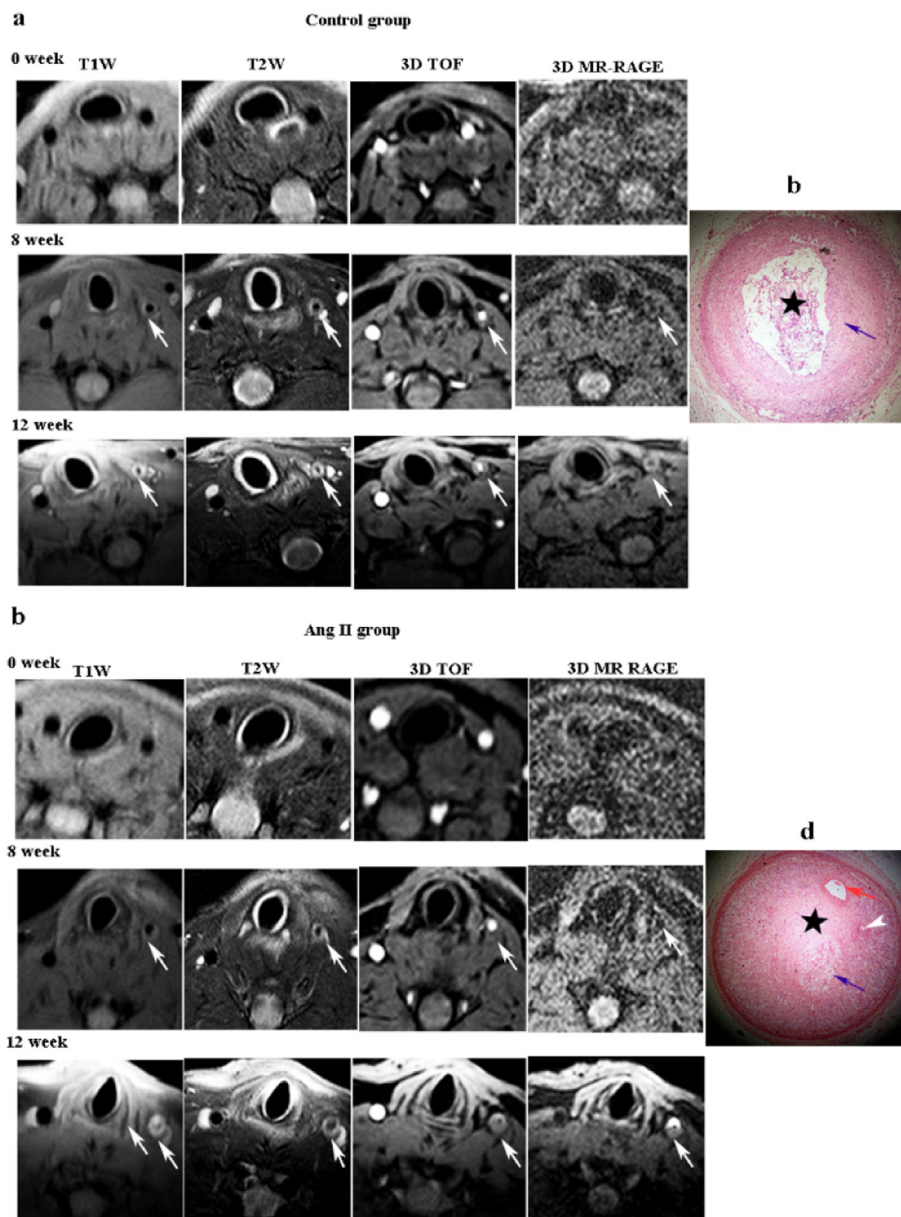 a
Control group
0 week
T1W T2W 3D TOF 3D MR-RAGE
b
8 week
12 week
b
Ang II group
0 week
T1W T2W 3D TOF 3D MR RAGE
8 week
d
12 week